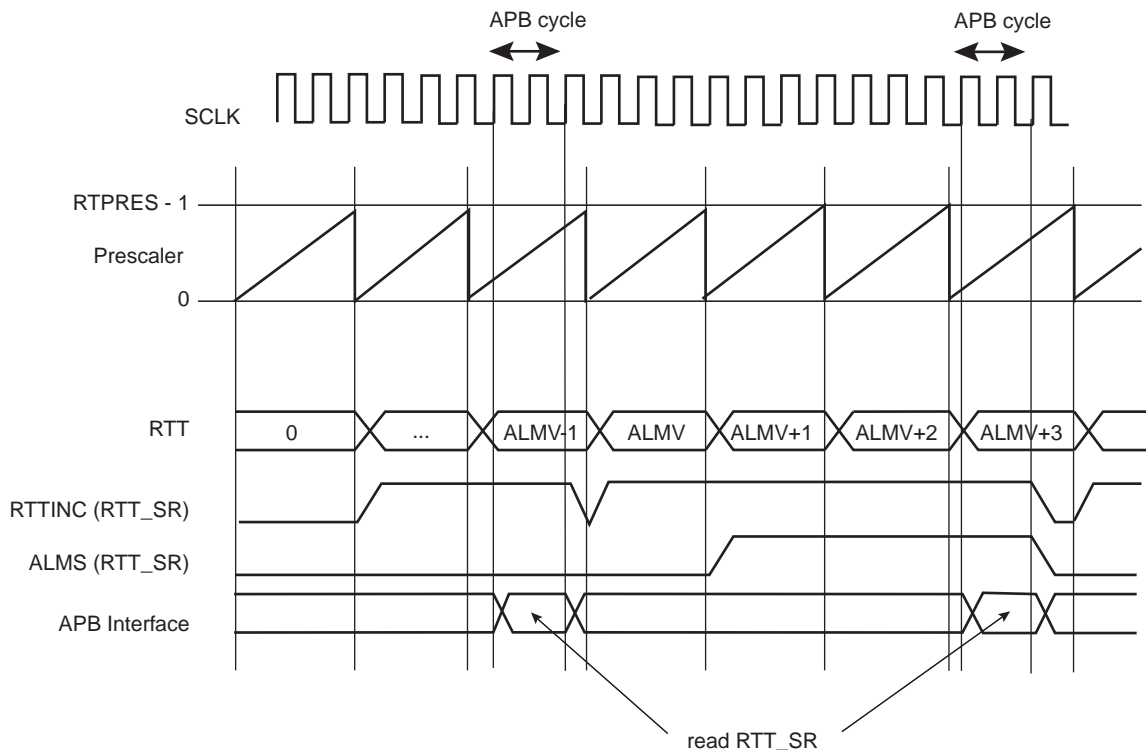 APB cycle APB cycle
SCLK
RTPRES - 1
Prescaler
0
RTT 0 ... ALMV-1 ALMV ALMV+1 ALMV+2 ALMV+3
RTTINC (RTT_SR)
ALMS (RTT_SR)
APB Interface
read RTT_SR